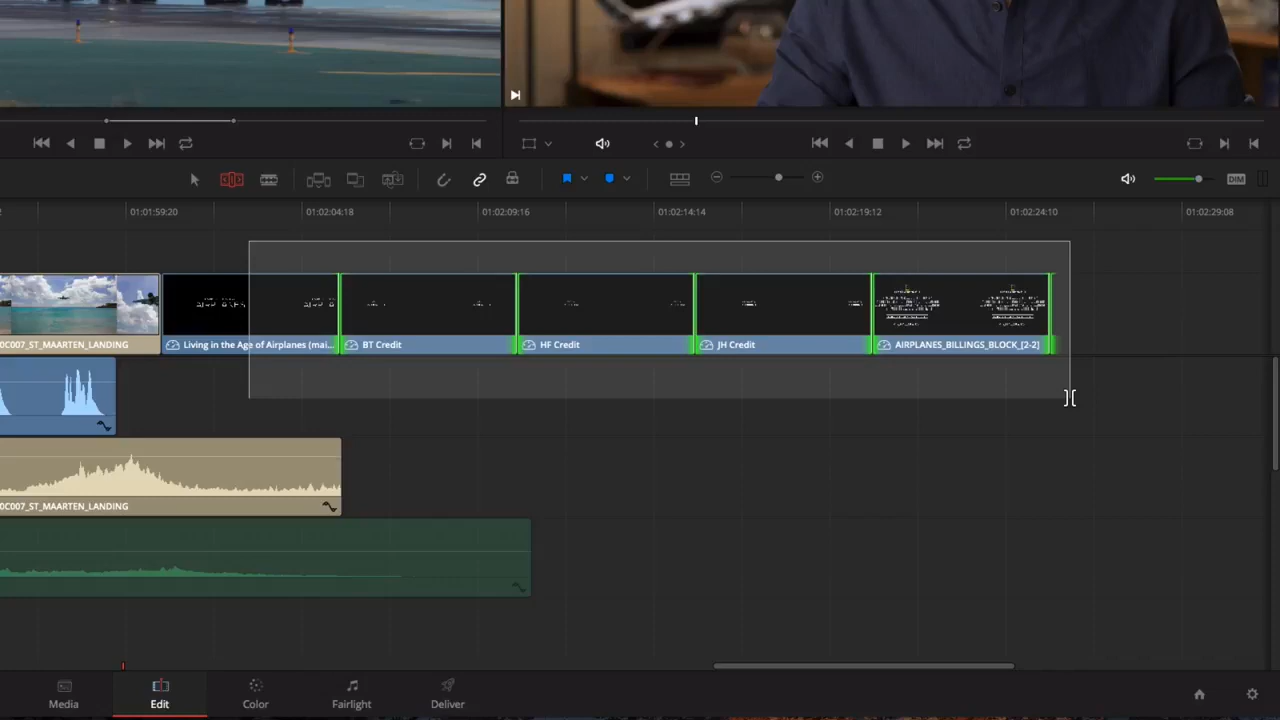 DIM
01:01:59:20
01:02:04:18
01:02:09:16
01:02:14:14
01:02:19:12
01:02:24:10
01:02:29:08
0C007_ST_MAARTEN_LANDING
Living in the Age of Airplanes (mai...
BT Credit
HF Credit
JH Credit
AIRPLANES_BILLINGS_BLOCK_[2-2]
0C007_ST_MAARTEN_LANDING
Media
Edit
Color
Fairlight
Deliver